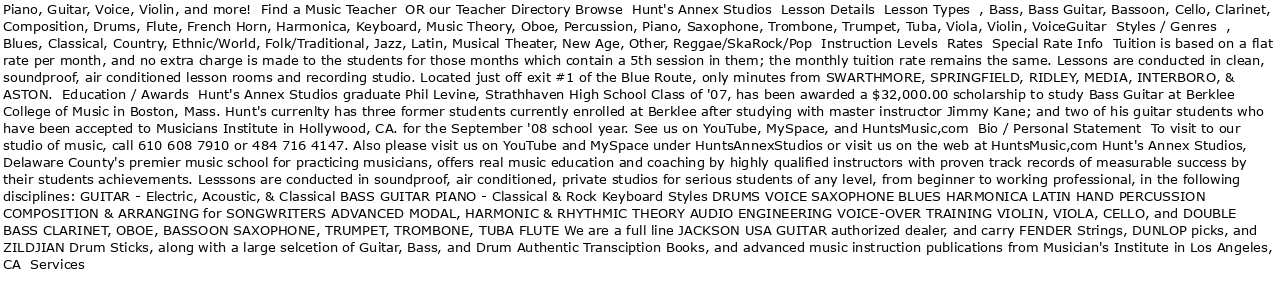 Piano, Guitar, Voice, Violin, and more!  Find a Music Teacher  OR our Teacher Directory Browse  Hunt's Annex Studios  Lesson Details  Lesson Types  , Bass, Bass Guitar, Bassoon, Cello, Clarinet,
Composition, Drums, Flute, French Horn, Harmonica, Keyboard, Music Theory, Oboe, Percussion, Piano, Saxophone, Trombone, Trumpet, Tuba, Viola, Violin, VoiceGuitar  Styles / Genres  ,
Blues, Classical, Country, Ethnic/World, Folk/Traditional, Jazz, Latin, Musical Theater, New Age, Other, Reggae/SkaRock/Pop  Instruction Levels  Rates  Special Rate Info  Tuition is based on a flat
rate per month, and no extra charge is made to the students for those months which contain a 5th session in them; the monthly tuition rate remains the same. Lessons are conducted in clean,
soundproof, air conditioned lesson rooms and recording studio. Located just off exit #1 of the Blue Route, only minutes from SWARTHMORE, SPRINGFIELD, RIDLEY, MEDIA, INTERBORO, &
ASTON.  Education / Awards  Hunt's Annex Studios graduate Phil Levine, Strathhaven High School Class of '07, has been awarded a $32,000.00 scholarship to study Bass Guitar at Berklee
College of Music in Boston, Mass. Hunt's currenlty has three former students currently enrolled at Berklee after studying with master instructor Jimmy Kane; and two of his guitar students who
have been accepted to Musicians Institute in Hollywood, CA. for the September '08 school year. See us on YouTube, MySpace, and HuntsMusic,com  Bio / Personal Statement  To visit to our
studio of music, call 610 608 7910 or 484 716 4147. Also please visit us on YouTube and MySpace under HuntsAnnexStudios or visit us on the web at HuntsMusic,com Hunt's Annex Studios,
Delaware County's premier music school for practicing musicians, offers real music education and coaching by highly qualified instructors with proven track records of measurable success by
their students achievements. Lesssons are conducted in soundproof, air conditioned, private studios for serious students of any level, from beginner to working professional, in the following
disciplines: GUITAR - Electric, Acoustic, & Classical BASS GUITAR PIANO - Classical & Rock Keyboard Styles DRUMS VOICE SAXOPHONE BLUES HARMONICA LATIN HAND PERCUSSION
COMPOSITION & ARRANGING for SONGWRITERS ADVANCED MODAL, HARMONIC & RHYTHMIC THEORY AUDIO ENGINEERING VOICE-OVER TRAINING VIOLIN, VIOLA, CELLO, and DOUBLE
BASS CLARINET, OBOE, BASSOON SAXOPHONE, TRUMPET, TROMBONE, TUBA FLUTE We are a full line JACKSON USA GUITAR authorized dealer, and carry FENDER Strings, DUNLOP picks, and
ZILDJIAN Drum Sticks, along with a large selcetion of Guitar, Bass, and Drum Authentic Transciption Books, and advanced music instruction publications from Musician's Institute in Los Angeles,
CA  Services